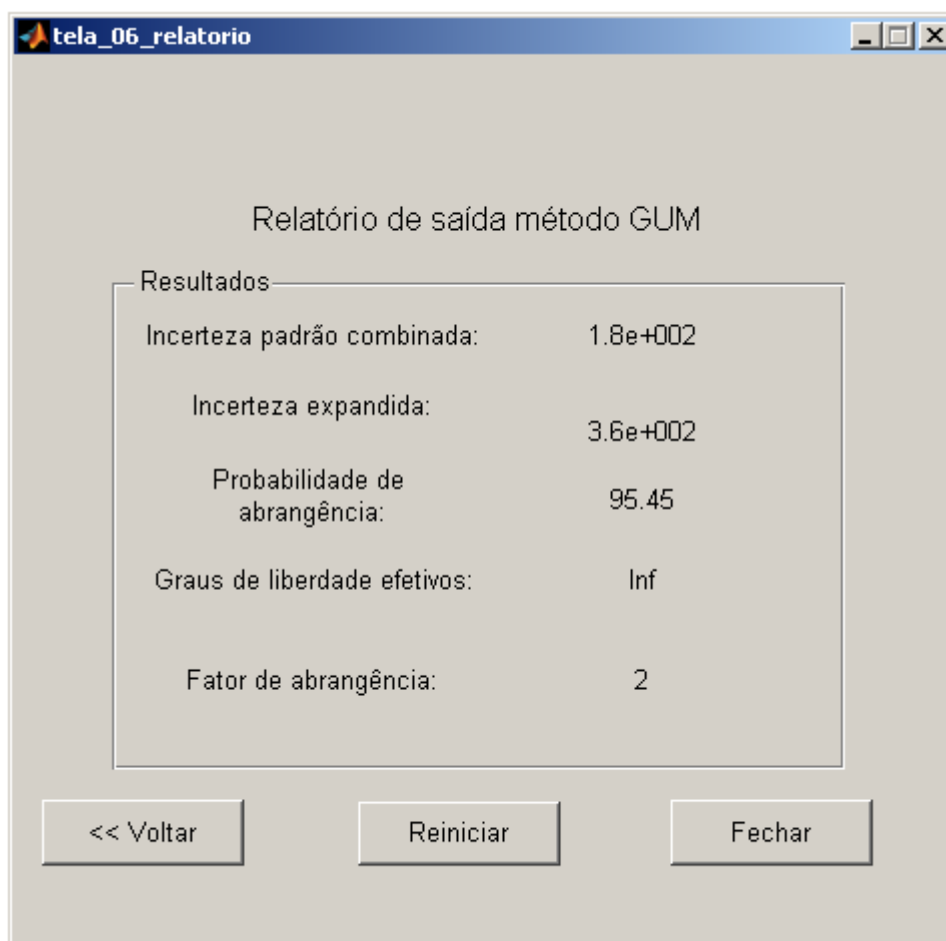 tela_06_relatorio
Relatório de saída método GUM
Resultados
Incerteza padrão combinada: 1.8e+002
Incerteza expandida:
3.6e+002
Probabilidade de
abrangência:
95.45
Graus de liberdade efetivos: Inf
Fator de abrangência: 2
<< Voltar Reiniciar Fechar